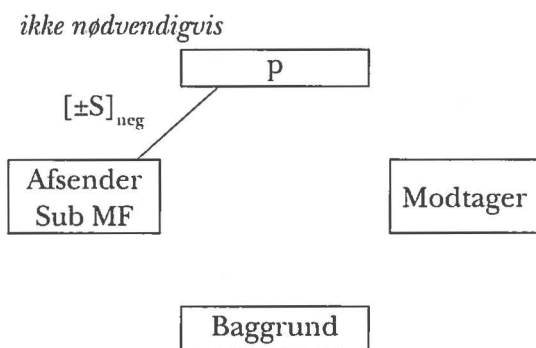 ikke nødvendigvis
p
[±S]neg
Afsender
Sub MF
Modtager
Baggrund